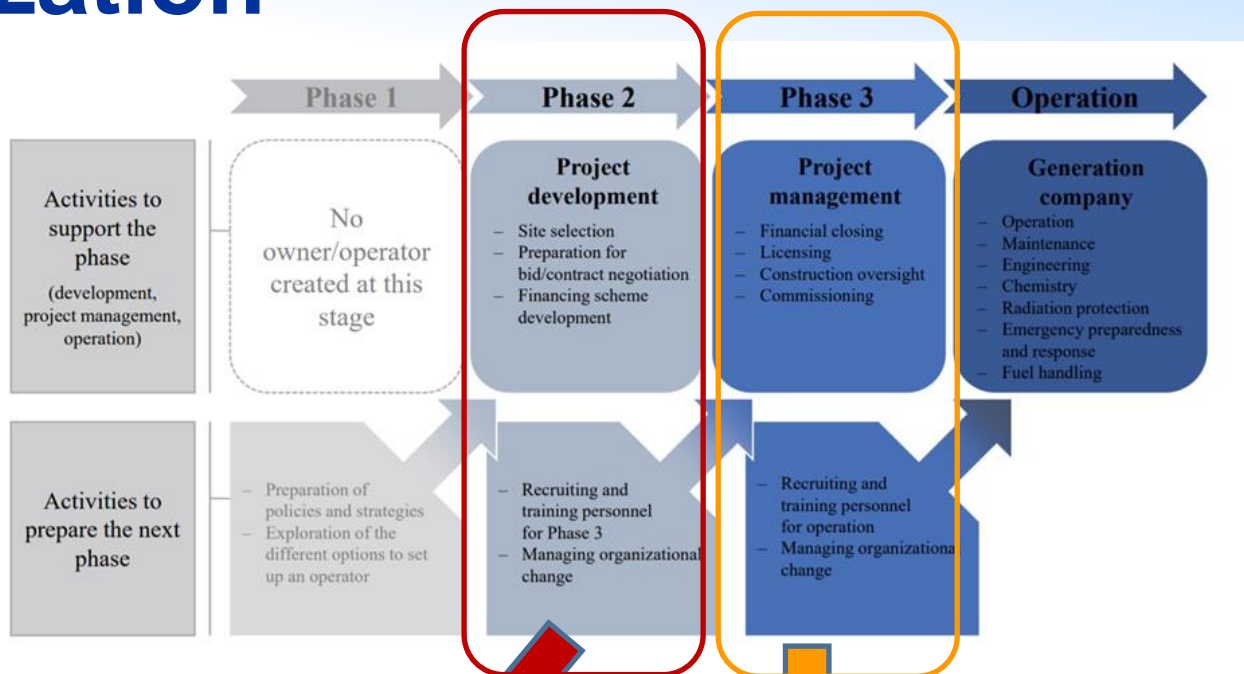 zation
Phase 1
Phase 2
Phase 3
Operation
Activities to
support the
phase
(development,
project management,
operation)
No
owner/operator
created at this
stage
Project
development
– Site selection
– Preparation for
bid/contract negotiation
– Financing scheme
development
Project
management
– Financial closing
– Licensing
– Construction oversight
– Commissioning
Generation
company
– Operation
– Maintenance
– Engineering
– Chemistry
– Radiation protection
– Emergency preparedness
and response
– Fuel handling
Activities to
prepare the next
phase
– Preparation of
policies and strategies
– Exploration of the
different options to set
up an operator
– Recruiting and
training personnel
for Phase 3
– Managing organizational
change
– Recruiting and
training personnel
for operation
– Managing organizationa
change